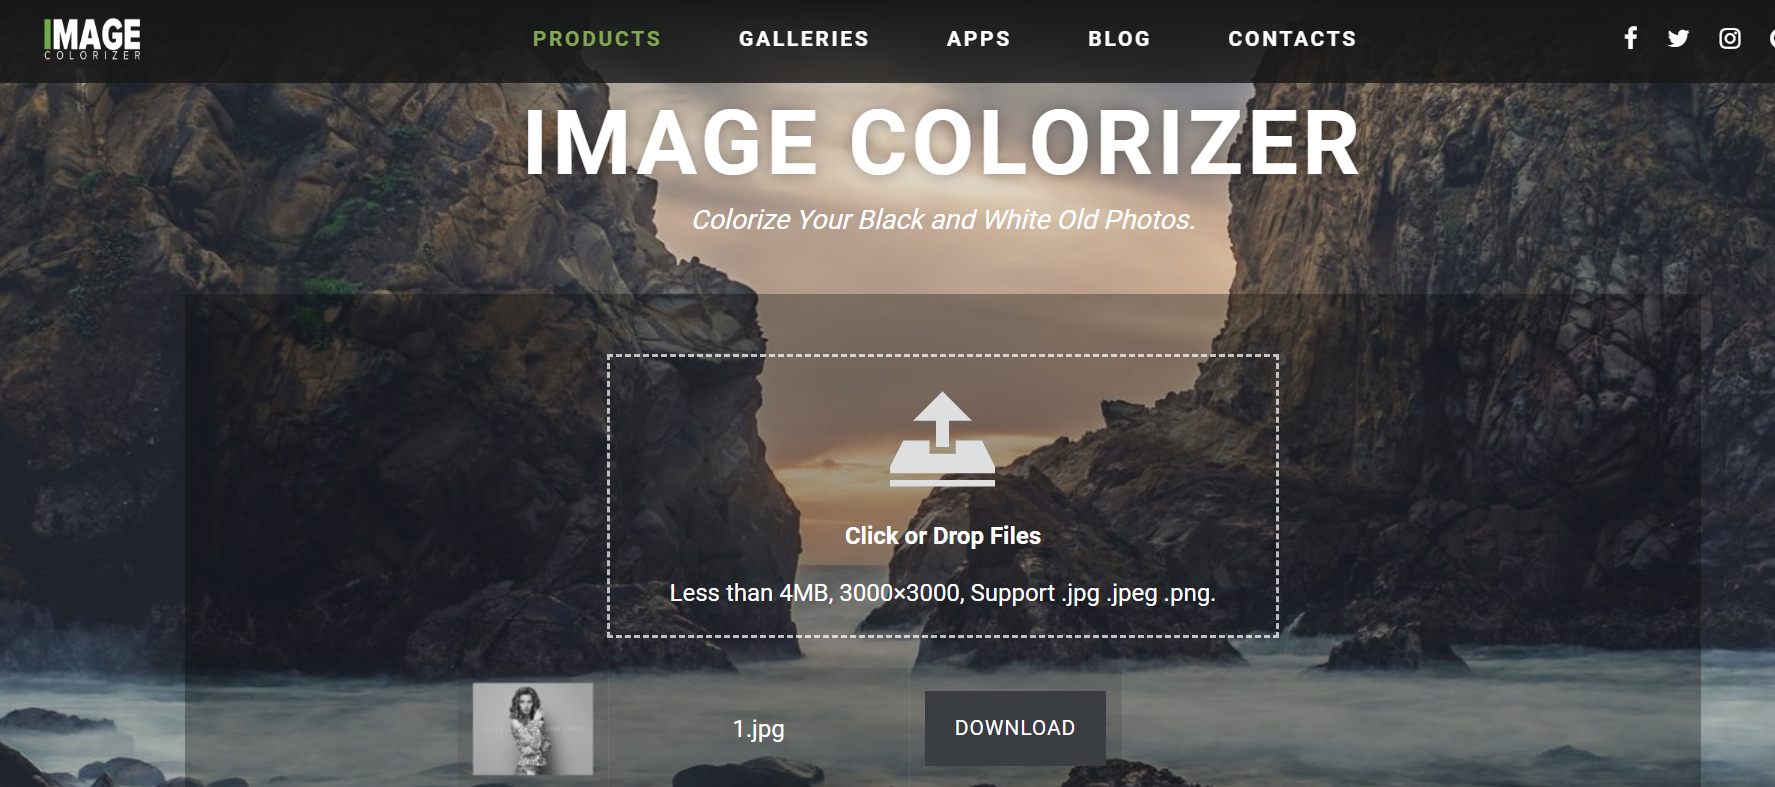 IMAGE
COLORIZER
PRODUCTS GALLERIES APPS BLOG CONTACTS
IMAGE COLORIZER
Colorize Your Black and White Old Photos.
Click or Drop Files
Less than 4MB, 3000×3000, Support .jpg .jpeg .png.
1.jpg DOWNLOAD